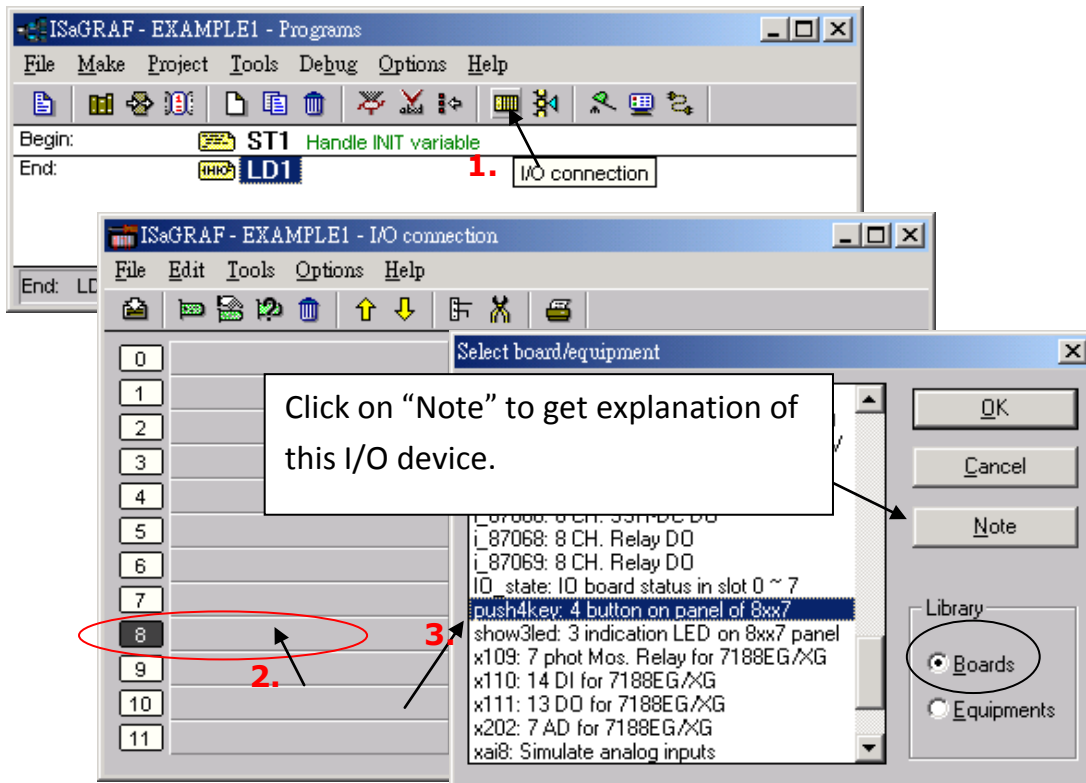 ISaGRAF - EXAMPLE1 - Programs
File Make Project Tools Debug Options Help
Begin: ST1 Handle INIT variable
End: LD1
1.
I/O connection
End:
ISaGRAF - EXAMPLE1 - I/O connection
File Edit Tools Options Help
0
1
2
3
4
5
6
7
8
9
10
11
2.
Select board/equipment
Click on “Note” to get explanation of
this I/O device.
i_87068: 8 CH. Relay DO
i_87069: 8 CH. Relay DO
IO_state: IO board status in slot 0 ~ 7
push4key: 4 button on panel of 8xx7
show3led: 3 indication LED on 8xx7 panel
x109: 7 phot Mos. Relay for 7188EG/XG
x110: 14 DI for 7188EG/XG
x111: 13 DO for 7188EG/XG
x202: 7 AD for 7188EG/XG
xai8: Simulate analog inputs
3.
OK
Cancel
Note
Library
Boards
Equipments